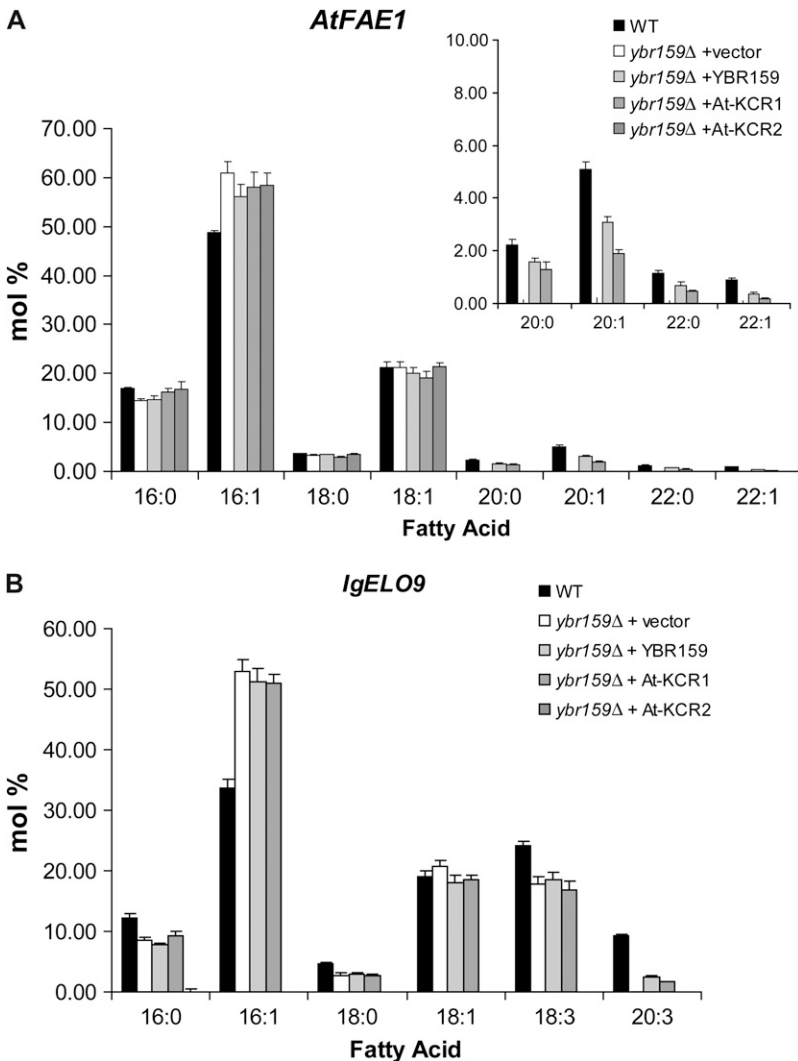 A
AtFAE1
WT
ybr159Δ +vector
ybr159Δ +YBR159
ybr159Δ +At-KCR1
ybr159Δ +At-KCR2
10.00
8.00
6.00
4.00
2.00
0.00
20:0 20:1 22:0 22:1
mol %
70.00
60.00
50.00
40.00
30.00
20.00
10.00
0.00
16:0 16:1 18:0 18:1 20:0 20:1 22:0 22:1
Fatty Acid
B
IgELO9
WT
ybr159Δ + vector
ybr159Δ + YBR159
ybr159Δ + At-KCR1
ybr159Δ + At-KCR2
mol %
60.00
50.00
40.00
30.00
20.00
10.00
0.00
16:0 16:1 18:0 18:1 18:3 20:3
Fatty Acid